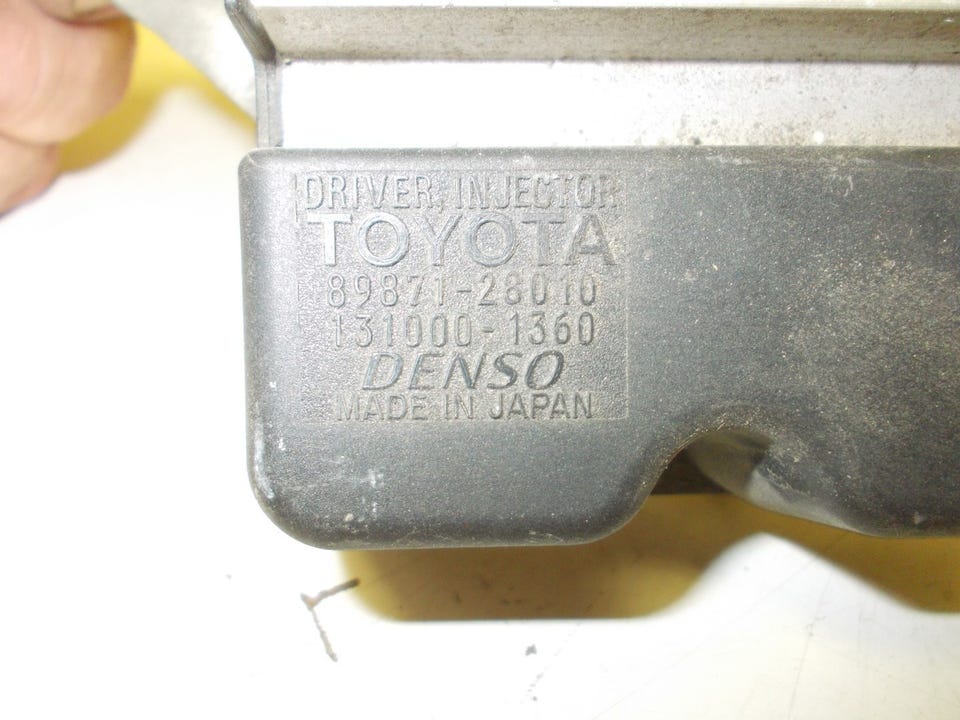 DRIVER, INJECTOR
TOYOTA
89871-28010
131000-1360
DENSO
MADE IN JAPAN